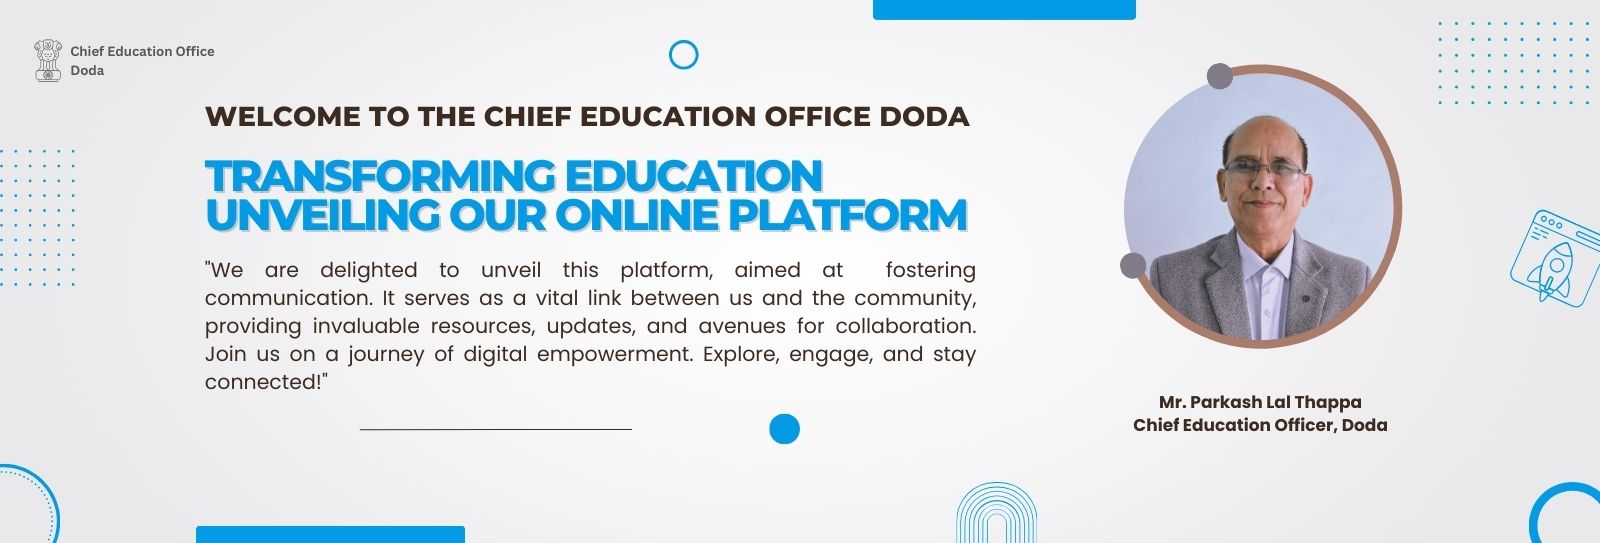 Chief Education Office
Doda
WELCOME TO THE CHIEF EDUCATION OFFICE DODA
TRANSFORMING EDUCATION
UNVEILING OUR ONLINE PLATFORM
"We are delighted to unveil this platform, aimed at fostering
communication. It serves as a vital link between us and the community,
providing invaluable resources, updates, and avenues for collaboration.
Join us on a journey of digital empowerment. Explore, engage, and stay
connected!"
Mr. Parkash Lal Thappa
Chief Education Officer, Doda